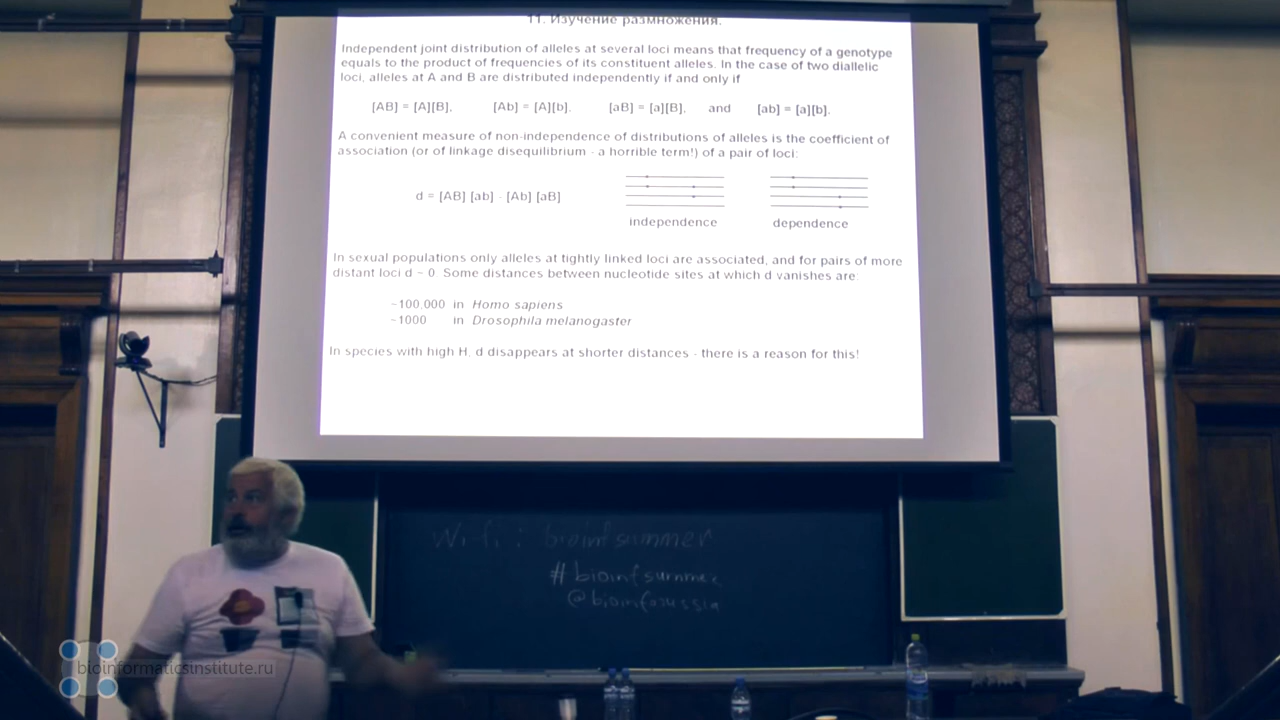 11. Изучение размножения.
Independent joint distribution of alleles at several loci means that frequency of a genotype
equals to the product of frequencies of its constituent alleles. In the case of two diallelic
loci, alleles at A and B are distributed independently if and only if
[AB] = [A][B], [Ab] = [A][b], [aB] = [a][B], and [ab] = [a][b].
A convenient measure of non-independence of distributions of alleles is the coefficient of
association (or of linkage disequilibrium - a horrible term!) of a pair of loci:
d = [AB] [ab] - [Ab] [aB]
independence dependence
In sexual populations only alleles at tightly linked loci are associated, and for pairs of more
distant loci d ~ 0. Some distances between nucleotide sites at which d vanishes are:
~100,000 in Homo sapiens
~1000 in Drosophila melanogaster
In species with high H, d disappears at shorter distances - there is a reason for this!
Wi-fi: bioinfsummer
#bioinfsummer
@bioinforussia
bioinformaticsinstitute.ru